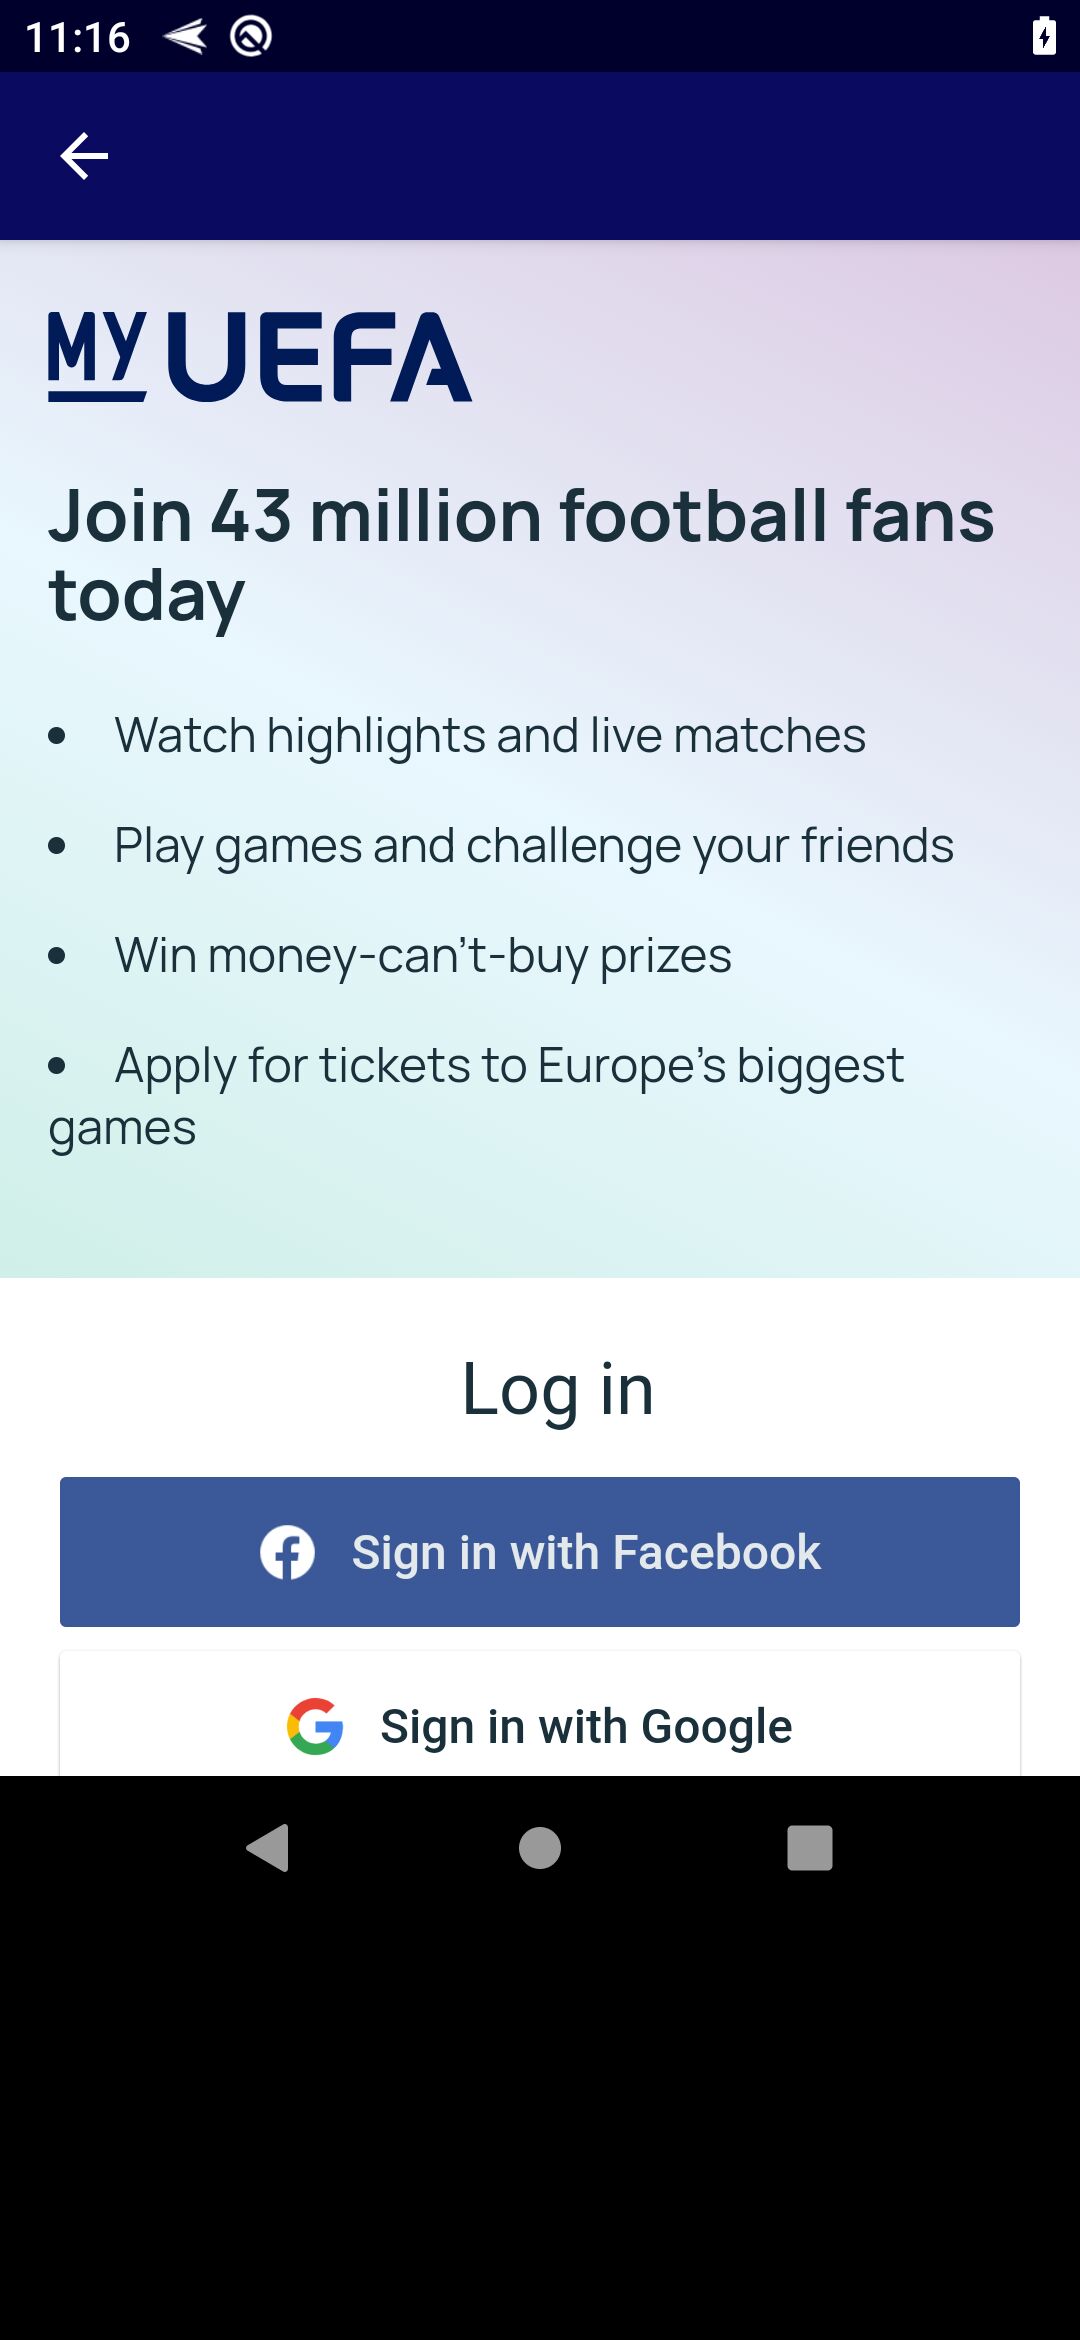 11:16
MY UEFA
Join 43 million football fans
today
• Watch highlights and live matches
• Play games and challenge your friends
• Win money-can’t-buy prizes
• Apply for tickets to Europe’s biggest
games
Log in
Sign in with Facebook
Sign in with Google